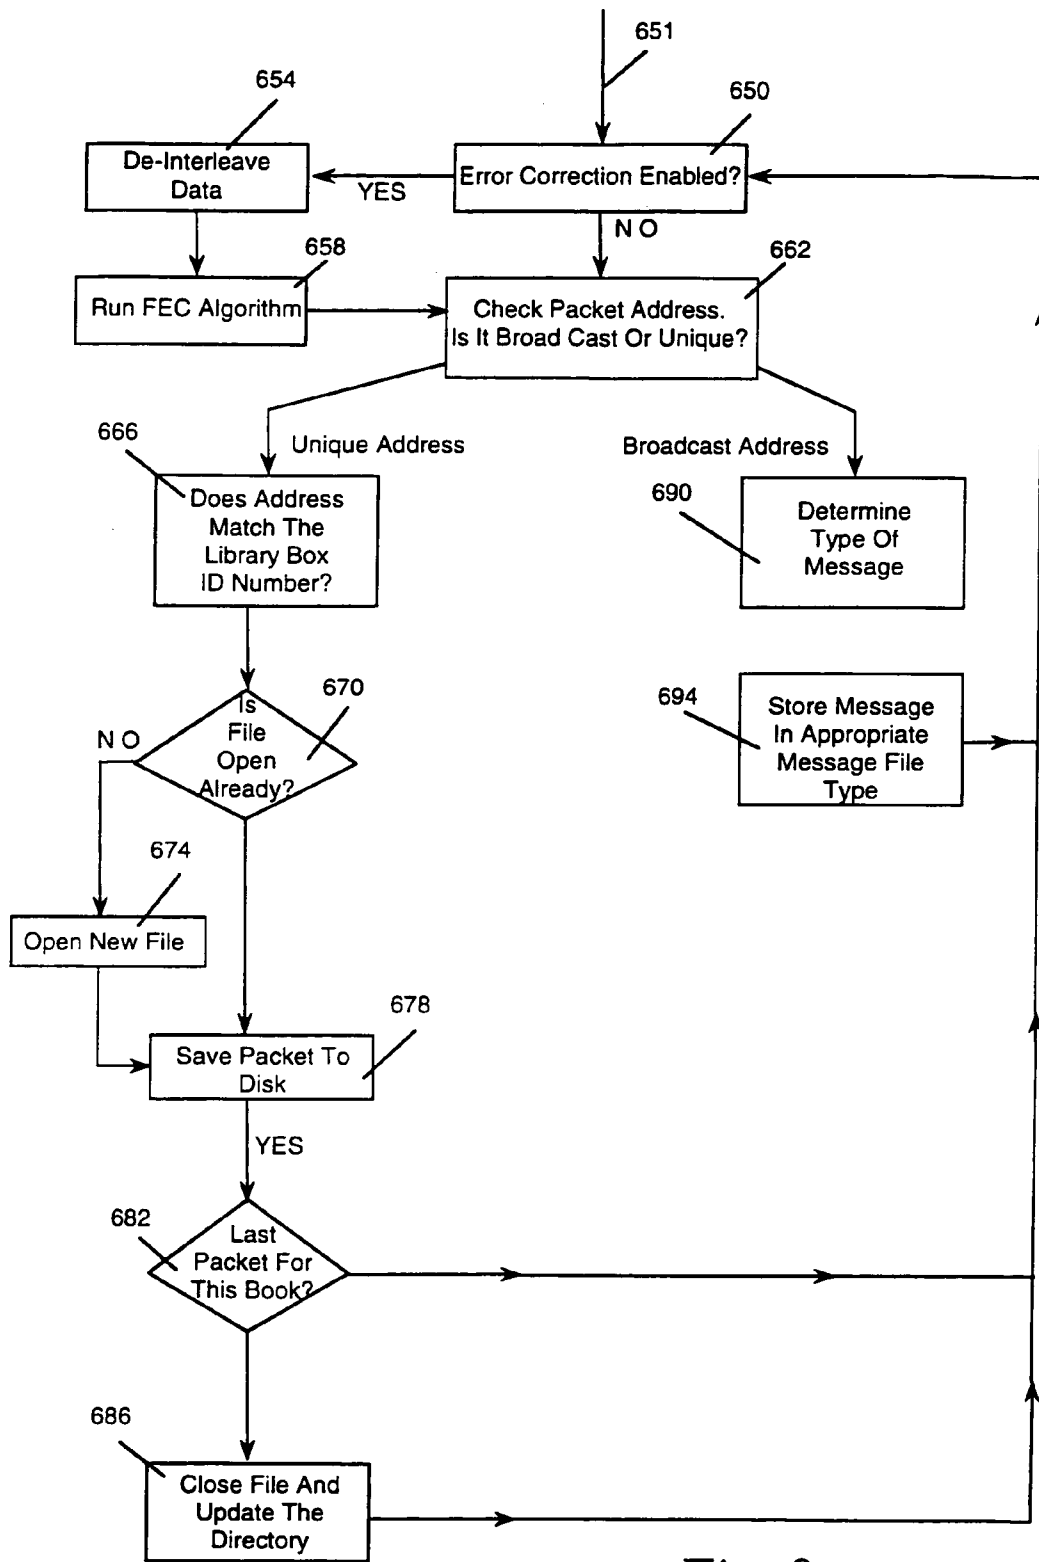 651
654
650
De-Interleave
Data
YES
Error Correction Enabled?
N O
658
662
Run FEC Algorithm
Check Packet Address.
Is It Broad Cast Or Unique?
666
Unique Address
Broadcast Address
Does Address
Match The
Library Box
ID Number?
690
Determine
Type Of
Message
670
Is
File
Open
Already?
N O
694
Store Message
In Appropriate
Message File
Type
674
Open New File
678
Save Packet To
Disk
YES
682
Last
Packet For
This Book?
686
Close File And
Update The
Directory